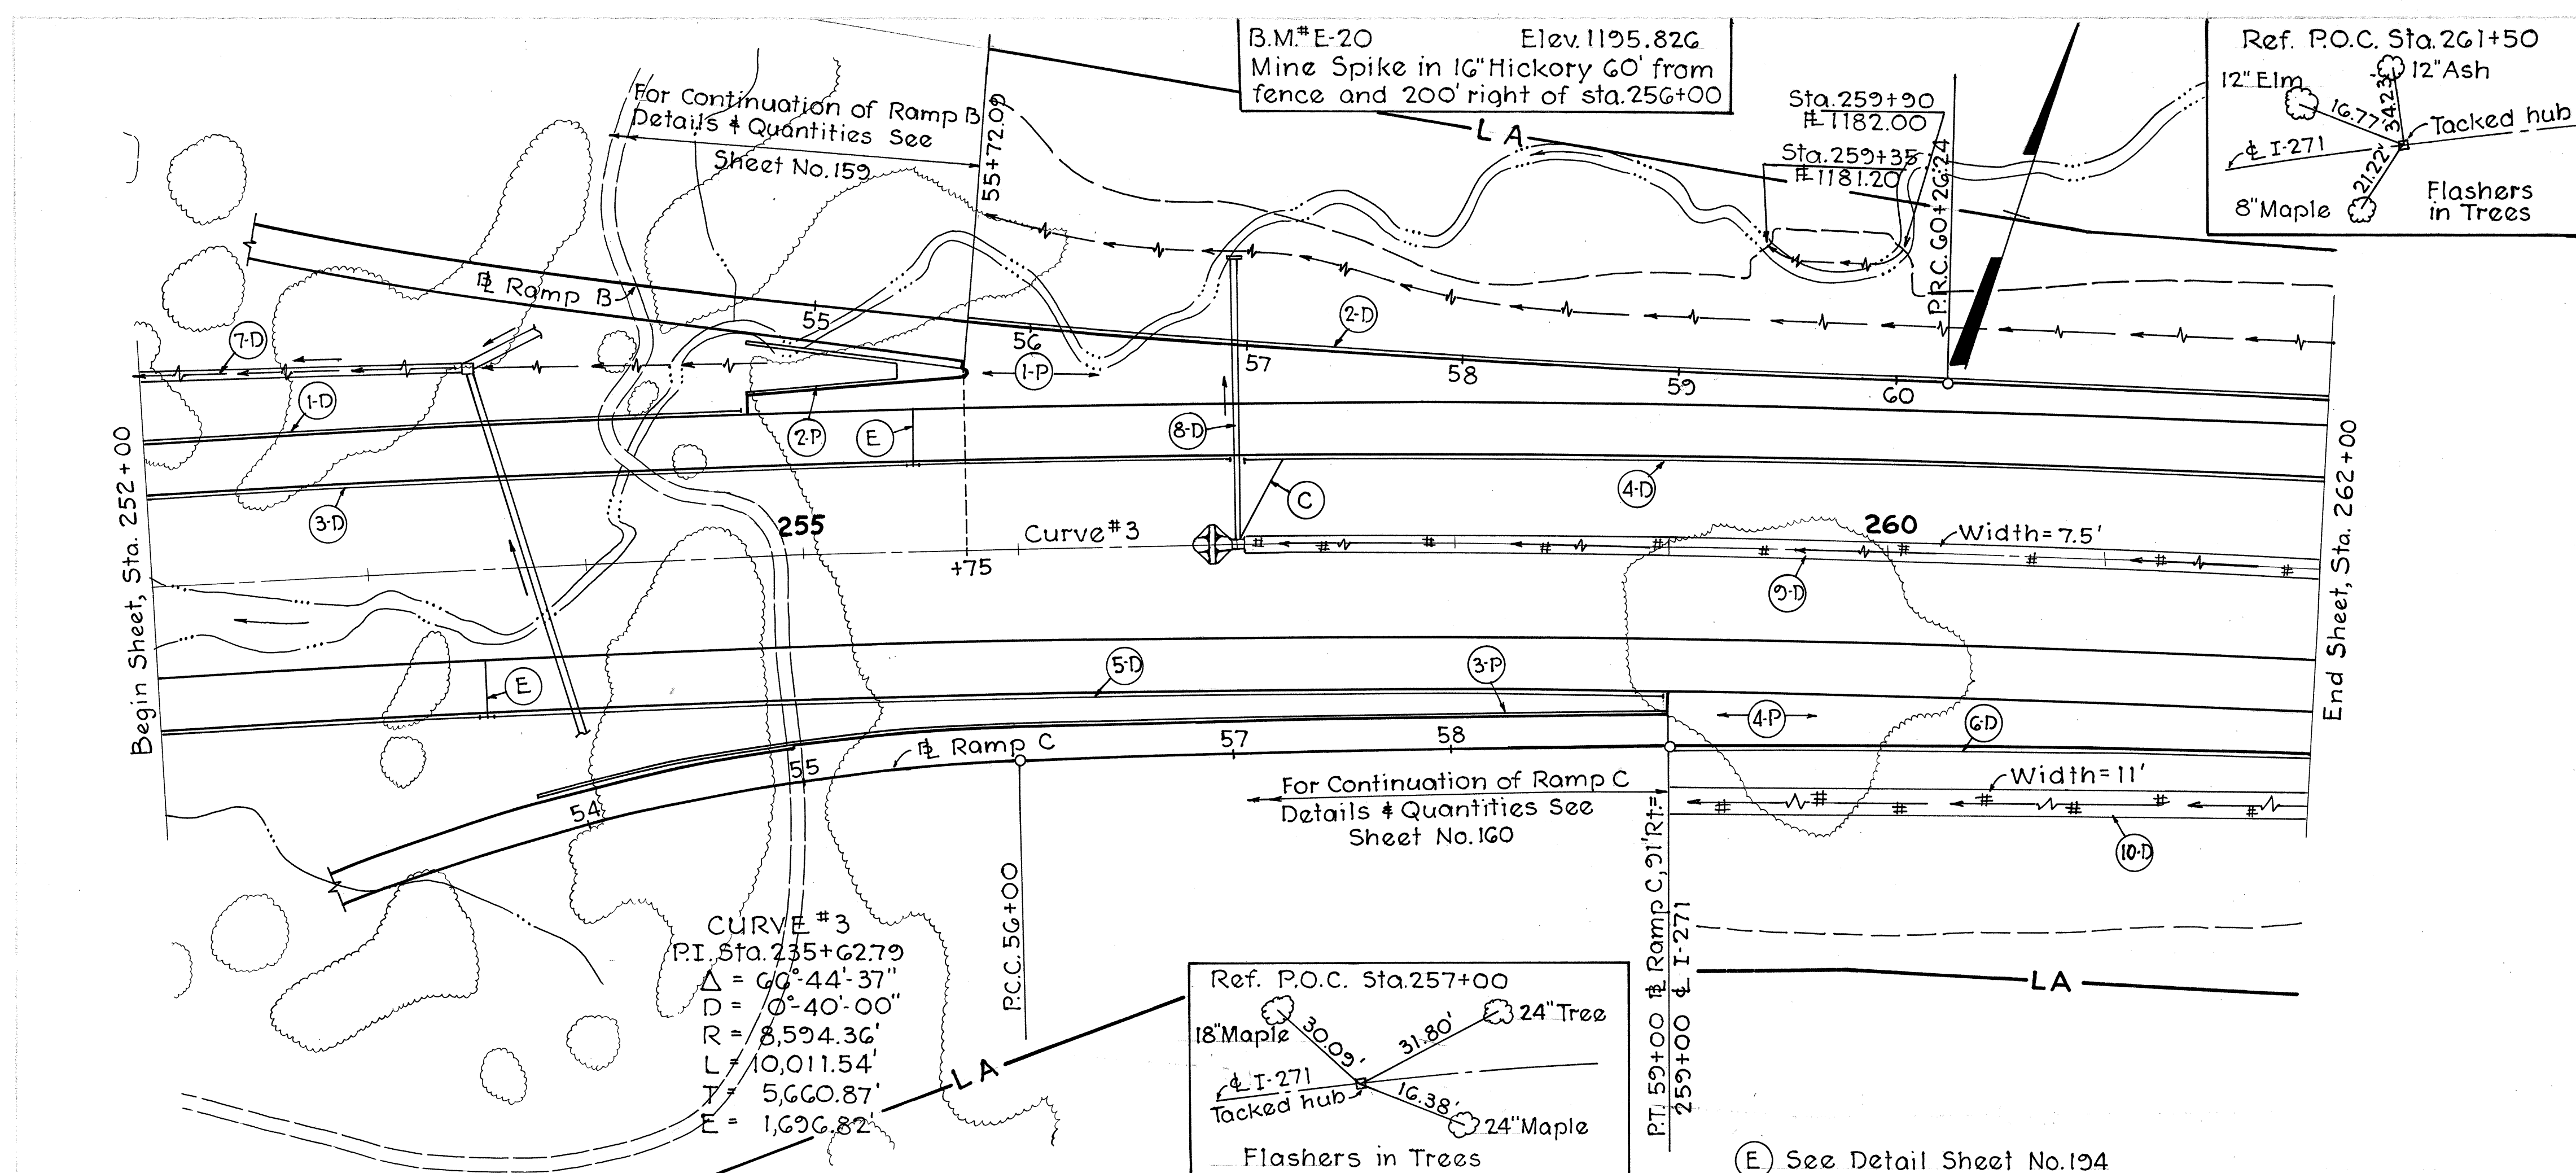 B.M.#E-20 Elev. 1195.826
Mine Spike in 16" Hickory 60' from
fence and 200' right of sta.256+00
Ref. P.O.C. Sta.261+50
12" Elm
12" Ash
16.77'
34.23'
Tacked hub
℄ I-271
21.22'
8" Maple
Flashers
in Trees
For Continuation of Ramp B
Details & Quantities See
Sheet No.159
55+72.09
LA
Sta.259+90
℄ 1182.00
Sta.259+35
℄ 1181.20
P.R.C. 60+26.24
Begin Sheet, Sta. 252+00
End Sheet, Sta. 262+00
℄ Ramp B
55
56
57
58
59
60
7-D
1-D
3-D
2-P
E
1-P
2-D
8-D
C
4-D
255
+75
Curve #3
260
Width=7.5'
9-D
E
5-D
3-P
4-P
6-D
54
55
℄ Ramp C
57
58
For Continuation of Ramp C
Details & Quantities See
Sheet No.160
Width=11'
10-D
P.C.C. 56+00
P.T. 59+00 ℄ Ramp C, 91' Rt.=
259+00 ℄ I-271
LA
CURVE #3
P.I. Sta.235+62.79
Δ = 66°-44'-37"
D = 0°-40'-00"
R = 8,594.36'
L = 10,011.54'
T = 5,660.87'
E = 1,696.82'
LA
Ref. P.O.C. Sta.257+00
18" Maple
30.09'
31.80'
24" Tree
℄ I-271
Tacked hub
16.38'
24" Maple
Flashers in Trees
E See Detail Sheet No.194